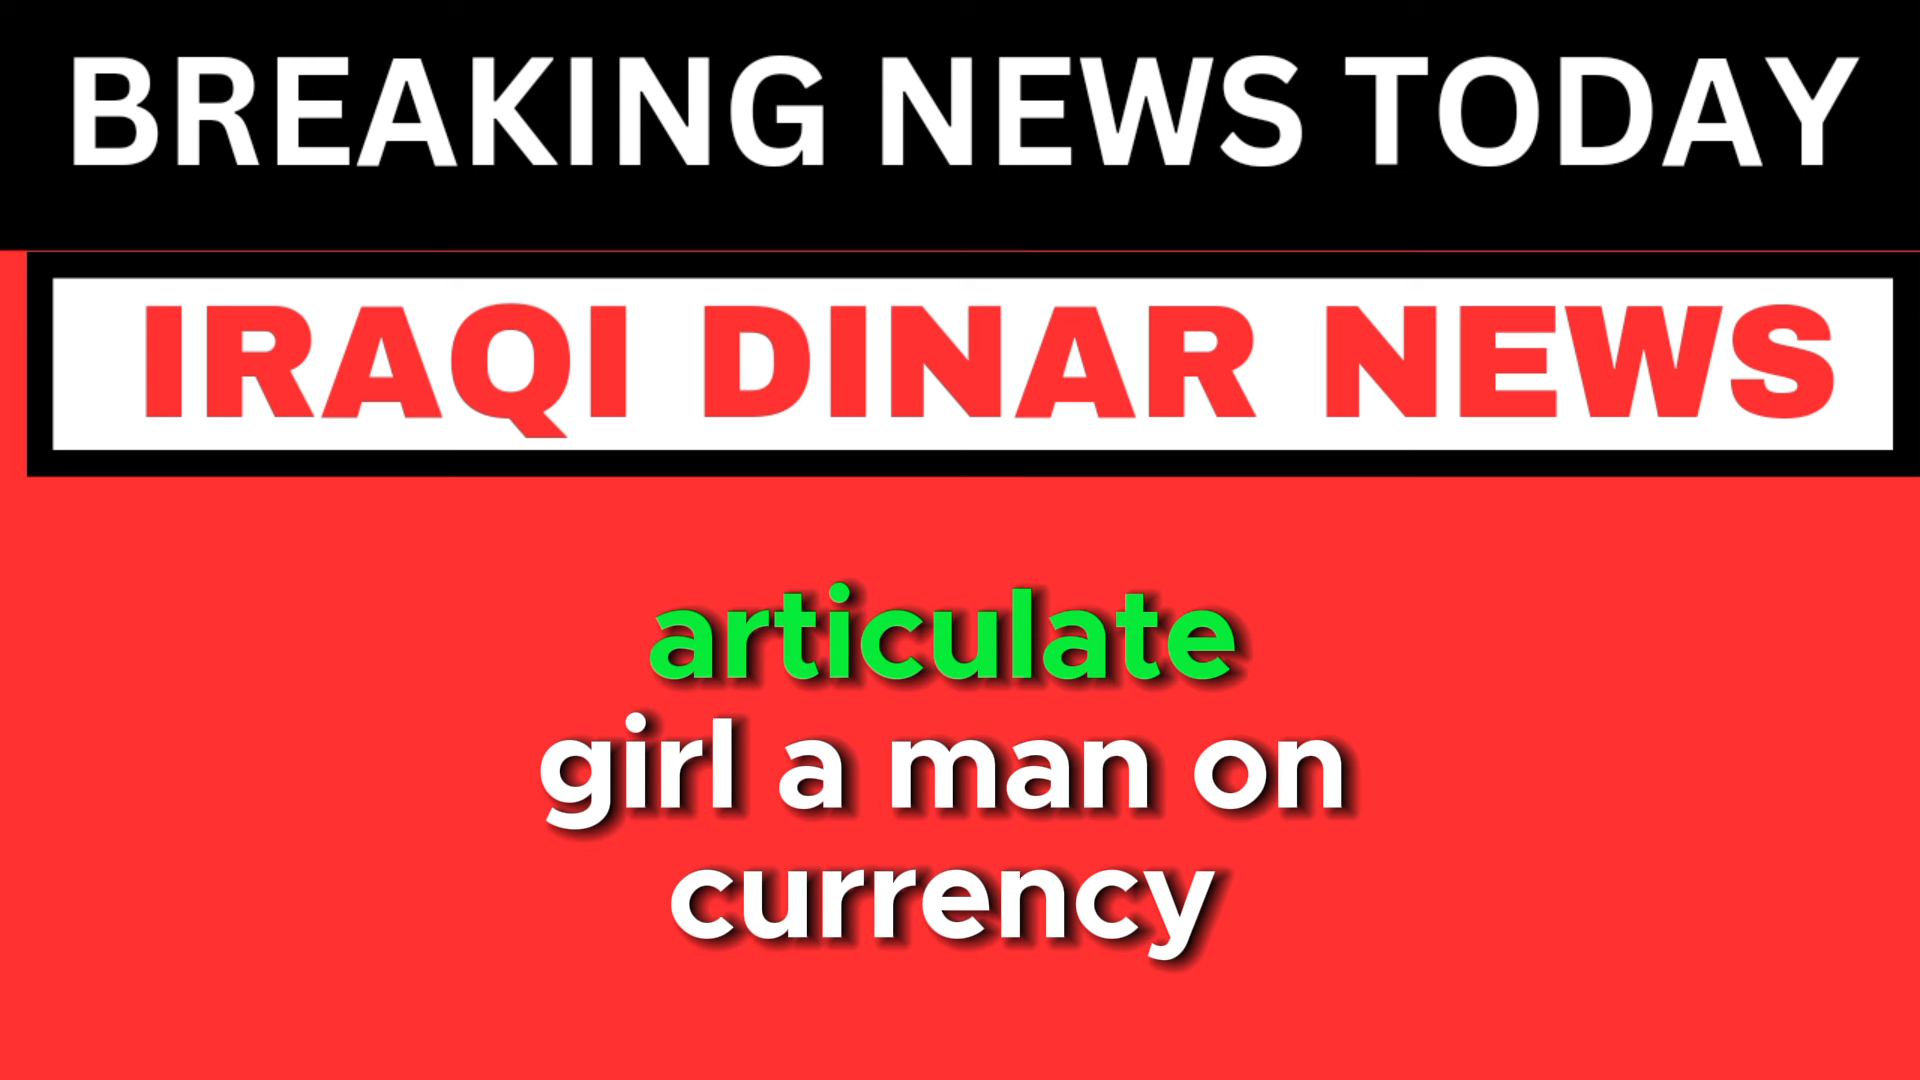 BREAKING NEWS TODAY
IRAQI DINAR NEWS
articulate
girl a man on
currency